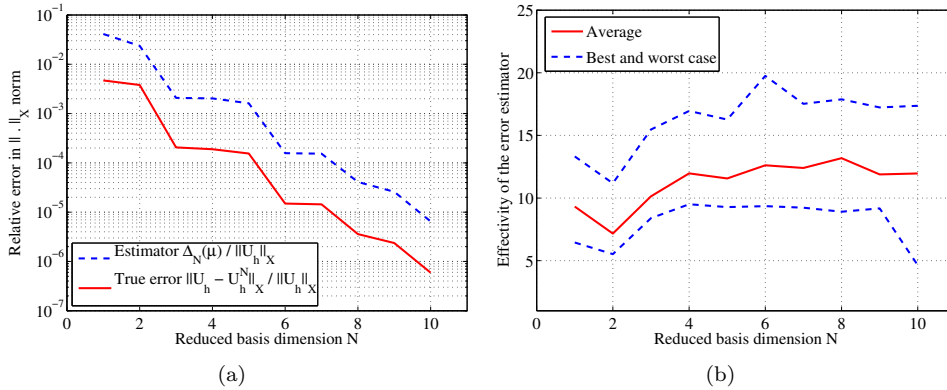 10^{-1}
10^{-2}
10^{-3}
10^{-4}
10^{-5}
10^{-6}
10^{-7}
Relative error in || . ||_X norm
Estimator Δ_N(μ) / ||U_h||_X
True error ||U_h − U_h^N||_X / ||U_h||_X
0 2 4 6 8 10
Reduced basis dimension N
(a)
25
20
15
10
5
Effectivity of the error estimator
Average
Best and worst case
0 2 4 6 8 10
Reduced basis dimension N
(b)